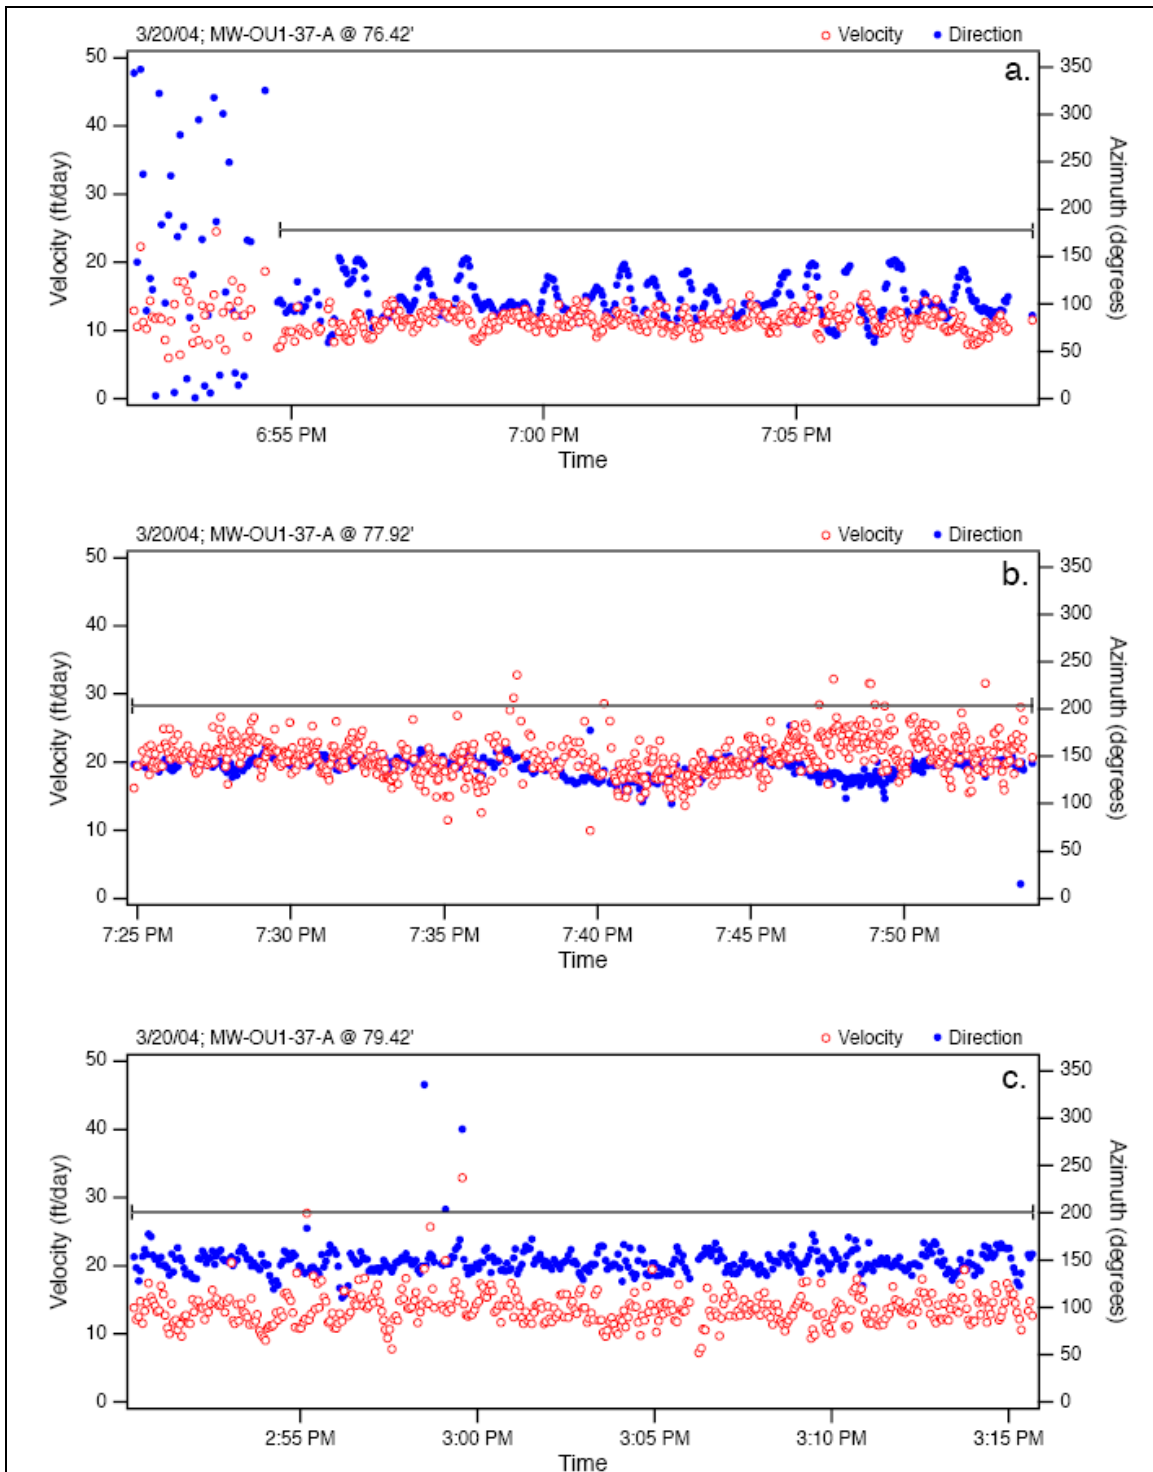 3/20/04; MW-OU1-37-A @ 76.42' Velocity Direction
a.
50
40
30
20
10
0
Velocity (ft/day)
350
300
250
200
150
100
50
0
Azimuth (degrees)
6:55 PM 7:00 PM 7:05 PM
Time
3/20/04; MW-OU1-37-A @ 77.92' Velocity Direction
b.
50
40
30
20
10
0
Velocity (ft/day)
350
300
250
200
150
100
50
0
Azimuth (degrees)
7:25 PM 7:30 PM 7:35 PM 7:40 PM 7:45 PM 7:50 PM
Time
3/20/04; MW-OU1-37-A @ 79.42' Velocity Direction
c.
50
40
30
20
10
0
Velocity (ft/day)
350
300
250
200
150
100
50
0
Azimuth (degrees)
2:55 PM 3:00 PM 3:05 PM 3:10 PM 3:15 PM
Time